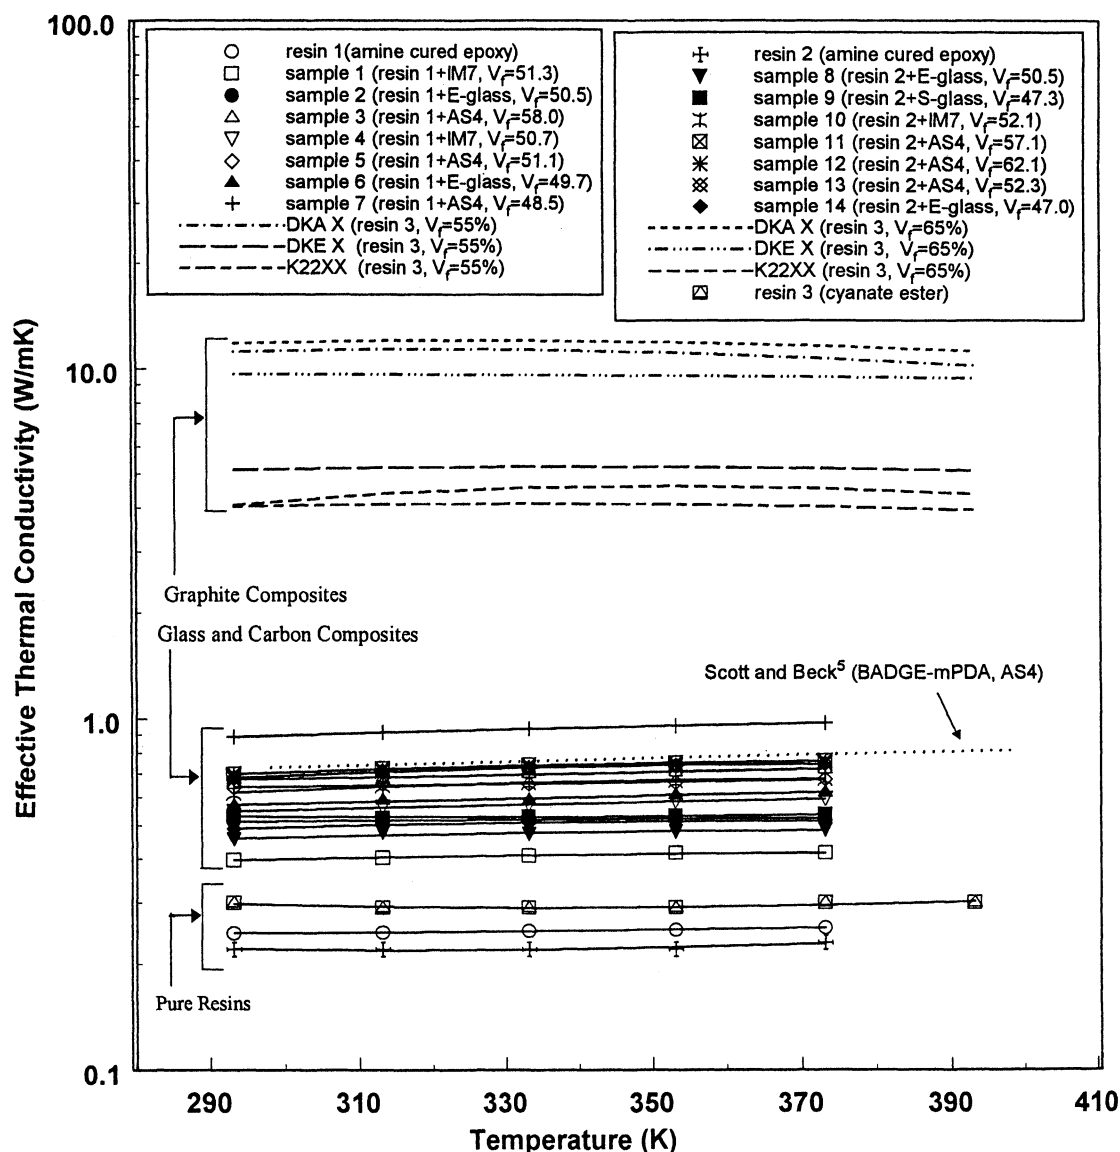 100.0
resin 1(amine cured epoxy)
sample 1 (resin 1+IM7, Vf=51.3)
sample 2 (resin 1+E-glass, Vf=50.5)
sample 3 (resin 1+AS4, Vf=58.0)
sample 4 (resin 1+IM7, Vf=50.7)
sample 5 (resin 1+AS4, Vf=51.1)
sample 6 (resin 1+E-glass, Vf=49.7)
sample 7 (resin 1+AS4, Vf=48.5)
DKA X (resin 3, Vf=55%)
DKE X (resin 3, Vf=55%)
K22XX (resin 3, Vf=55%)
resin 2 (amine cured epoxy)
sample 8 (resin 2+E-glass, Vf=50.5)
sample 9 (resin 2+S-glass, Vf=47.3)
sample 10 (resin 2+IM7, Vf=52.1)
sample 11 (resin 2+AS4, Vf=57.1)
sample 12 (resin 2+AS4, Vf=62.1)
sample 13 (resin 2+AS4, Vf=52.3)
sample 14 (resin 2+E-glass, Vf=47.0)
DKA X (resin 3, Vf=65%)
DKE X (resin 3, Vf=65%)
K22XX (resin 3, Vf=65%)
resin 3 (cyanate ester)
Effective Thermal Conductivity (W/mK)
10.0
Graphite Composites
Glass and Carbon Composites
Scott and Beck5 (BADGE-mPDA, AS4)
1.0
Pure Resins
0.1
290 310 330 350 370 390 410
Temperature (K)